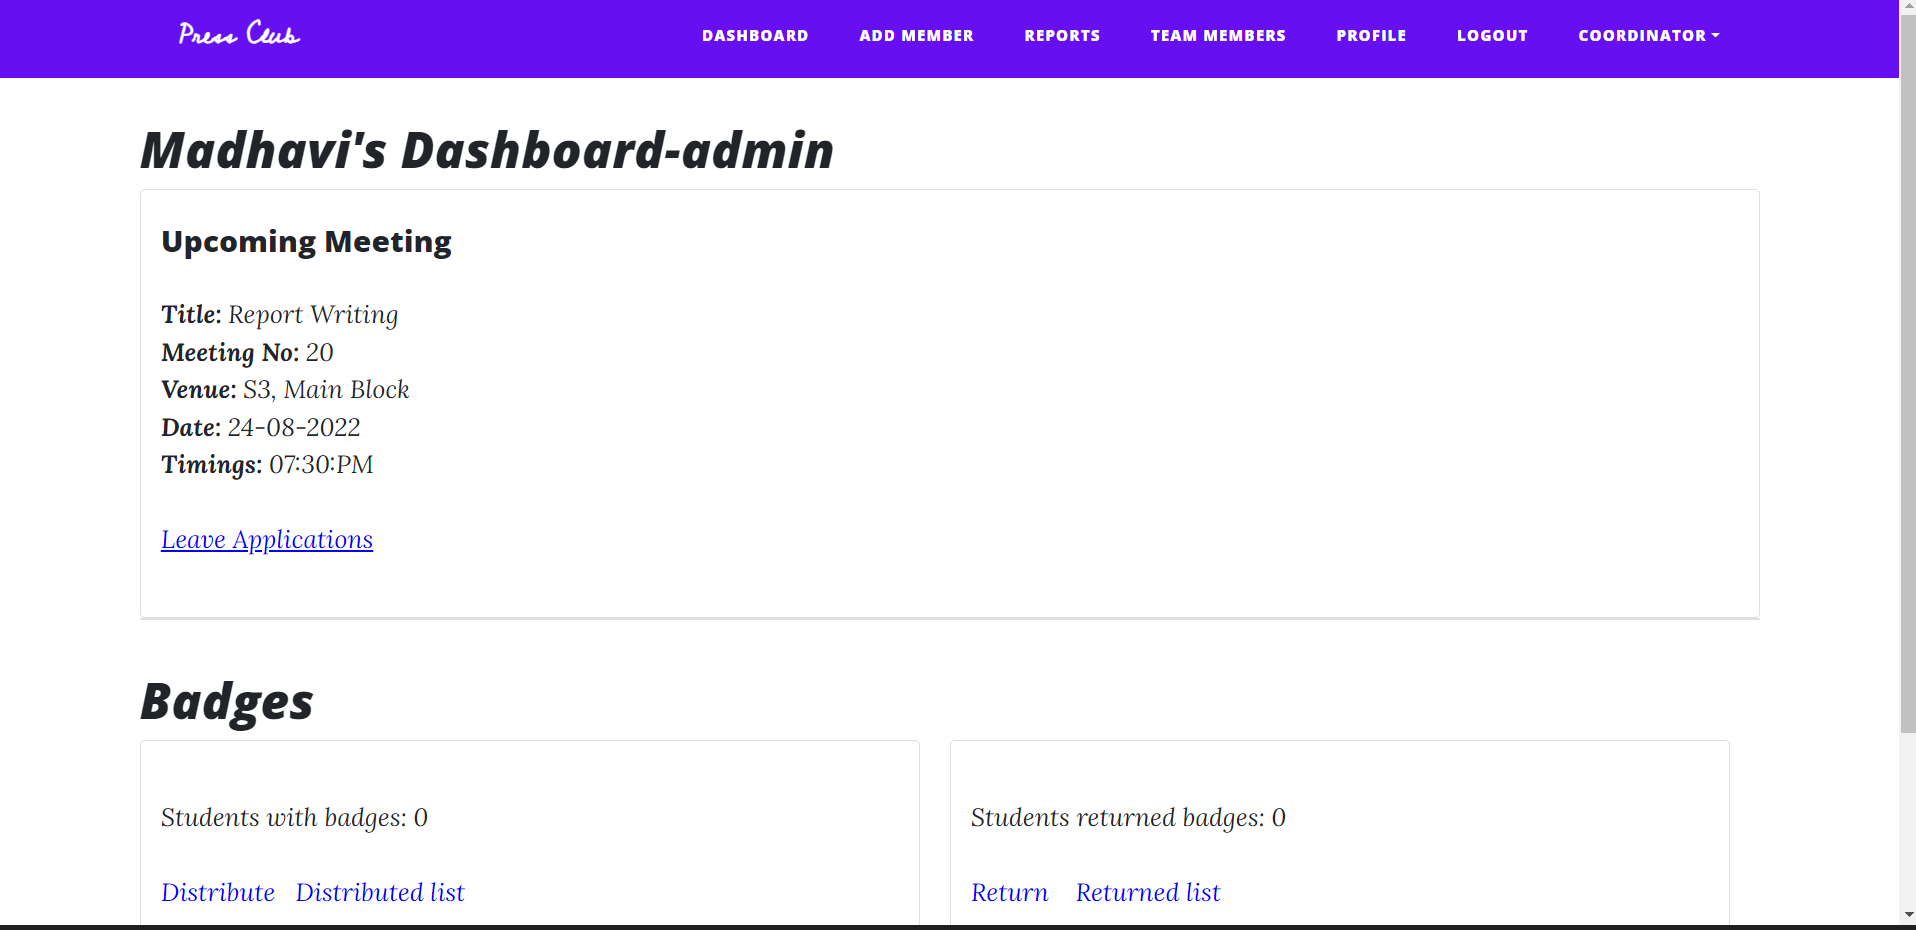 Press Club
DASHBOARD ADD MEMBER REPORTS TEAM MEMBERS PROFILE LOGOUT COORDINATOR
Madhavi's Dashboard-admin
Upcoming Meeting
Title: Report Writing
Meeting No: 20
Venue: S3, Main Block
Date: 24-08-2022
Timings: 07:30:PM
Leave Applications
Badges
Students with badges: 0
Distribute Distributed list
Students returned badges: 0
Return Returned list